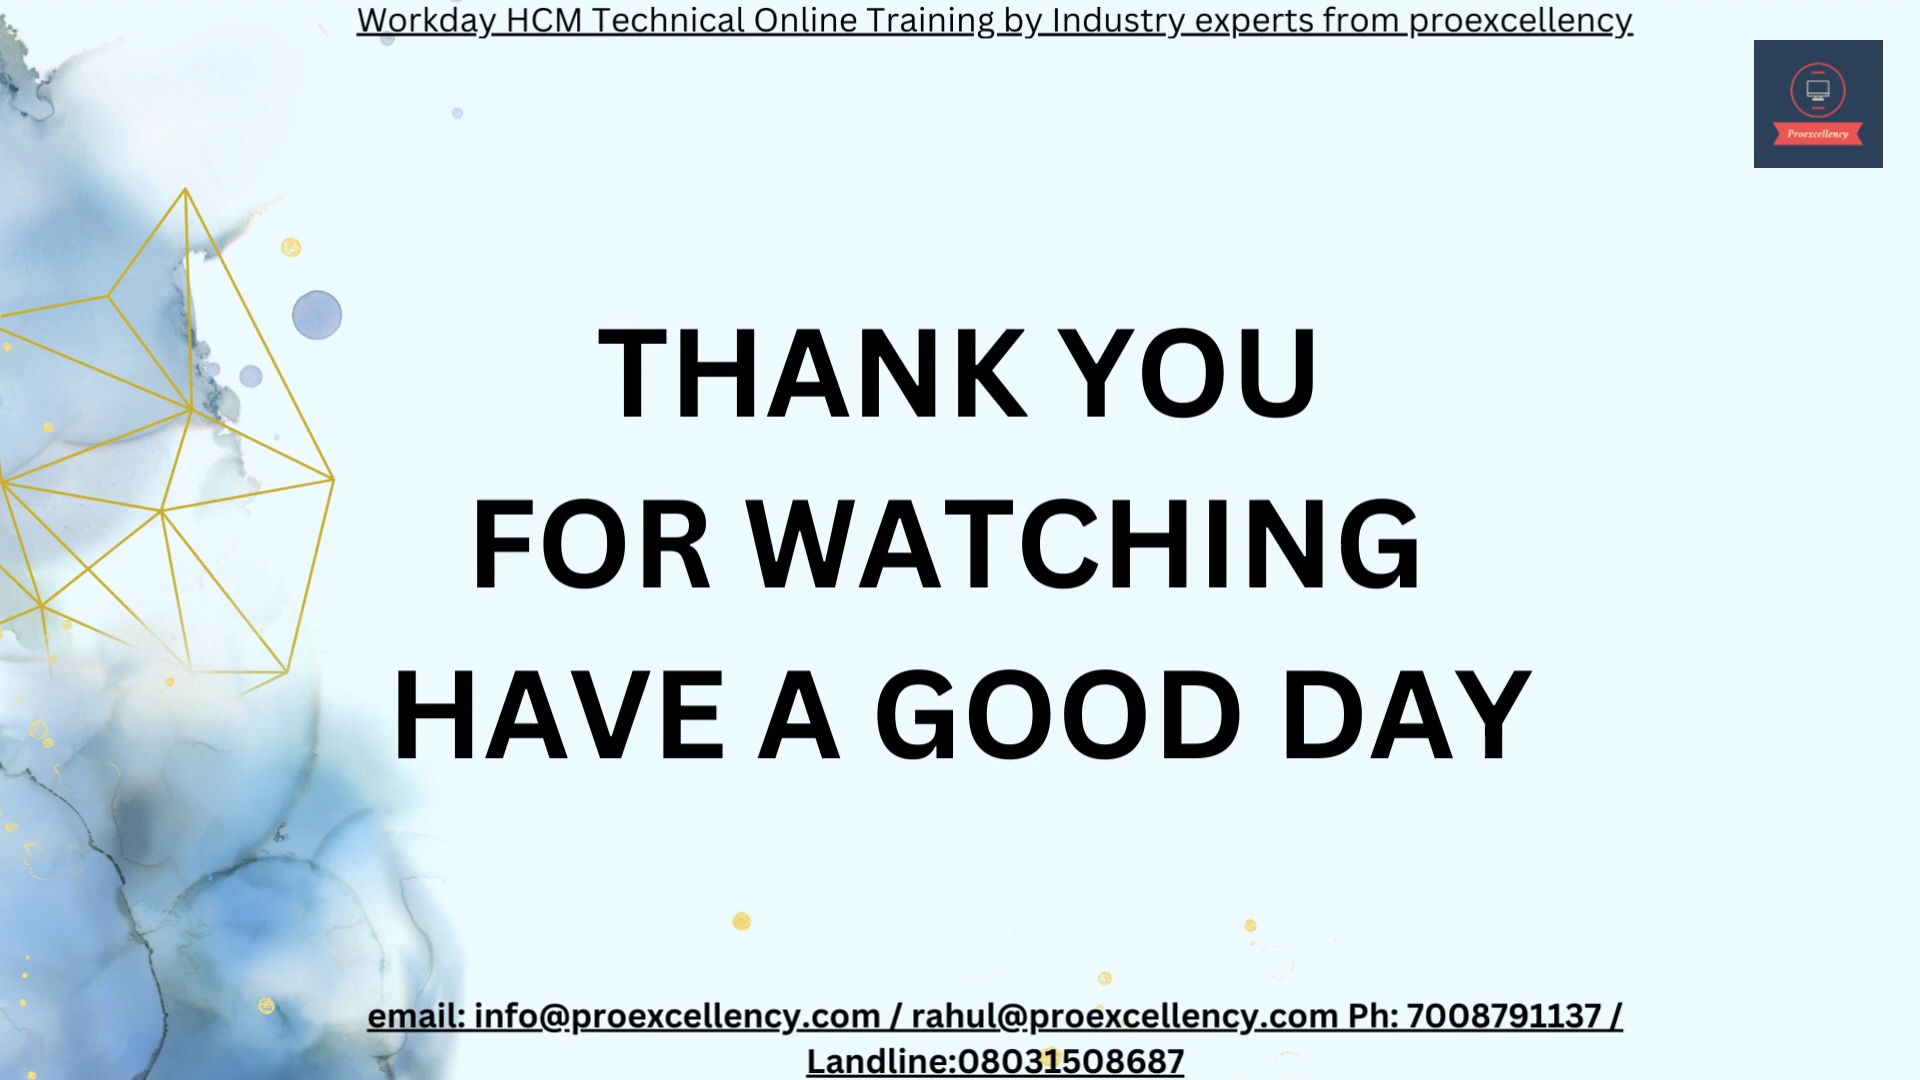 Workday HCM Technical Online Training by Industry experts from proexcellency
Proexcellency
THANK YOU
FOR WATCHING
HAVE A GOOD DAY
email: info@proexcellency.com / rahul@proexcellency.com Ph: 7008791137 /
Landline:08031508687